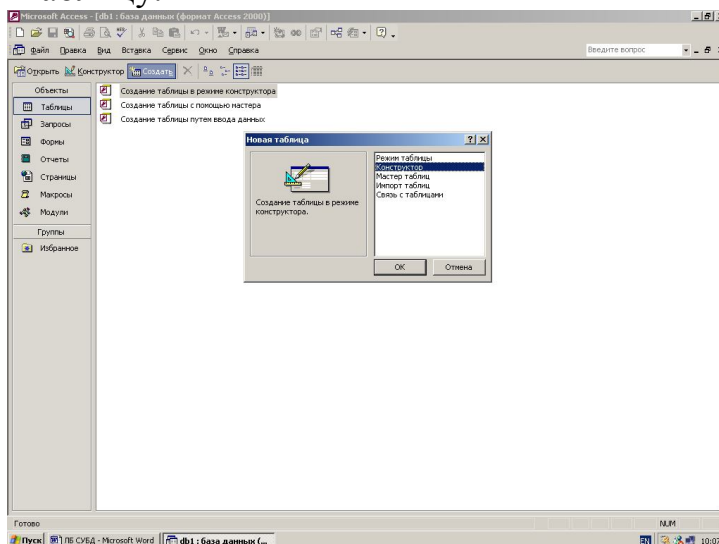 Microsoft Access - [db1 : база данных (формат Access 2000)]
Файл Правка Вид Вставка Сервис Окно Справка
Введите вопрос
Открыть Конструктор Создать
Объекты
Таблицы
Запросы
Формы
Отчеты
Страницы
Макросы
Модули
Группы
Избранное
Создание таблицы в режиме конструктора
Создание таблицы с помощью мастера
Создание таблицы путем ввода данных
Новая таблица
Создание таблицы в режиме
конструктора.
Режим таблицы
Конструктор
Мастер таблиц
Импорт таблиц
Связь с таблицами
ОК Отмена
Готово
NUM
Пуск ПБ СУБД - Microsoft Word db1 : база данных (...
EN 10:07